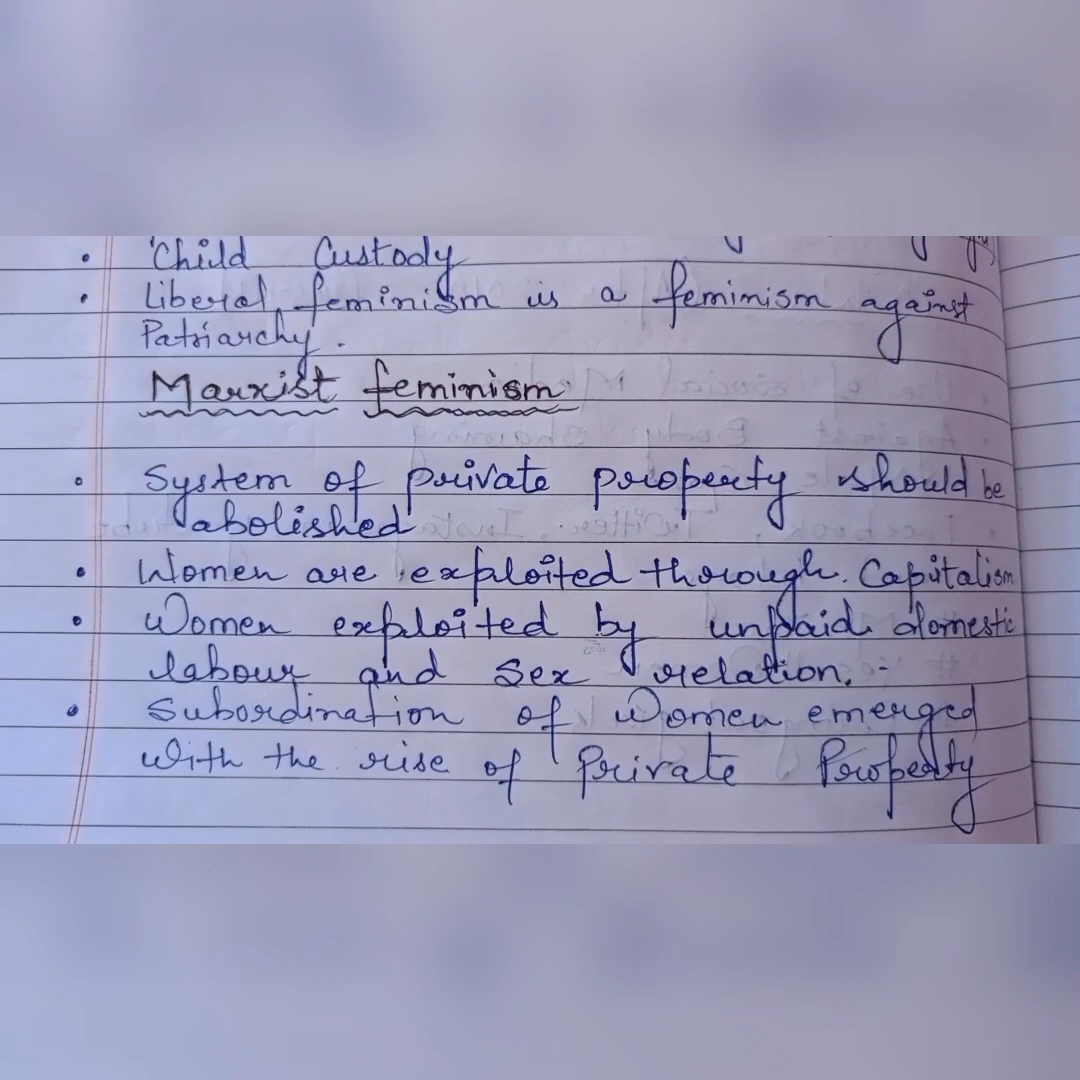 • Child Custody
• Liberal feminism is a feminism against
Patriarchy.
Marxist feminism
• System of private property should be
abolished
• Women are exploited through. Capitalism
• Women exploited by unpaid domestic
labour and Sex relation.
• Subordination of Women emerged
with the rise of Private Property